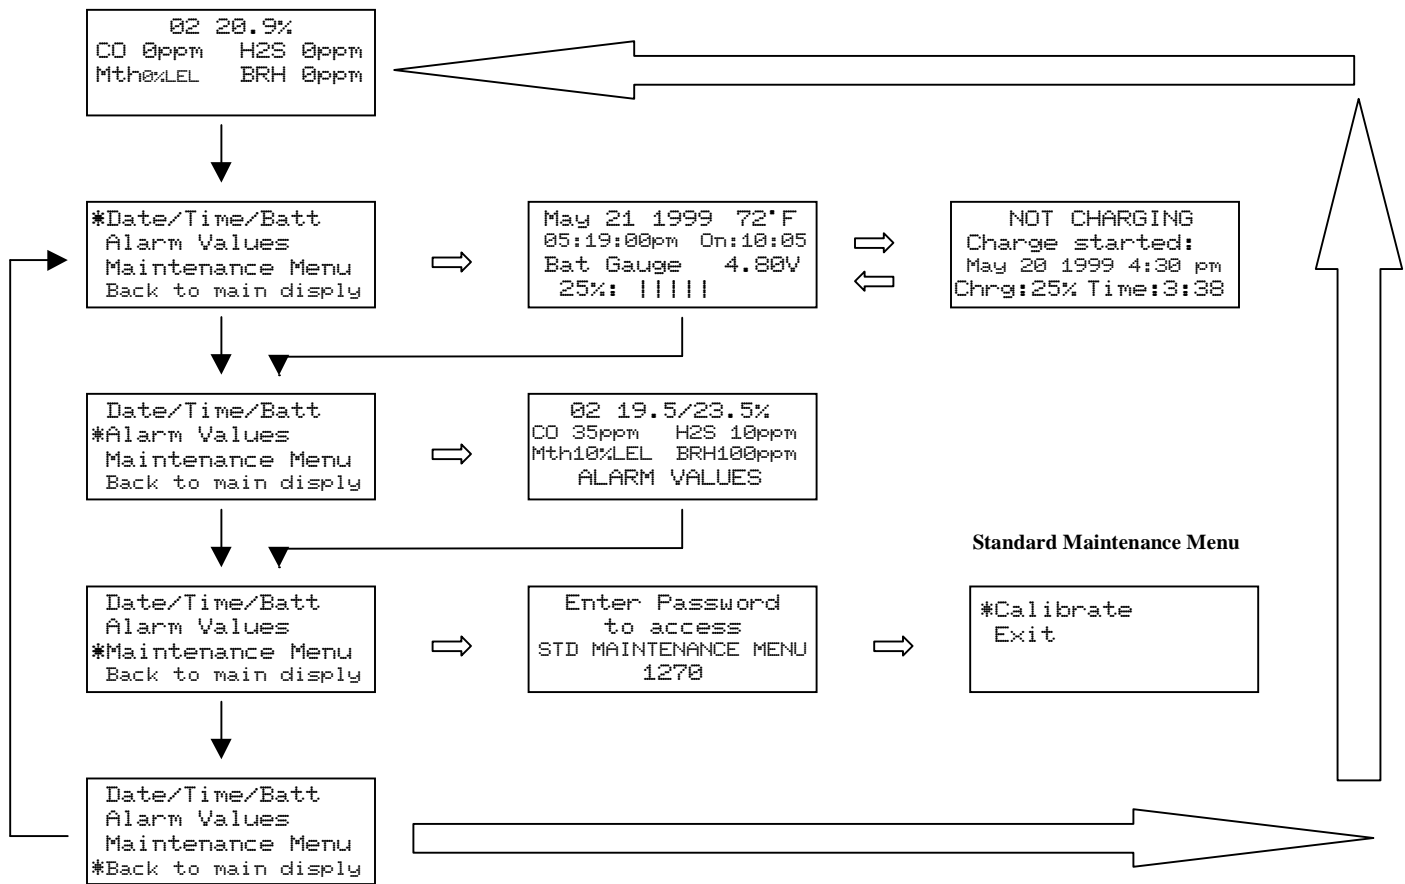 02 20.9%
CO 0ppm H2S 0ppm
Mth0%LEL BRH 0ppm
*Date/Time/Batt
Alarm Values
Maintenance Menu
Back to main disply
May 21 1999 72°F
05:19:00pm On:10:05
Bat Gauge 4.80V
25%: |||||
NOT CHARGING
Charge started:
May 20 1999 4:30 pm
Chrg:25% Time:3:38
Date/Time/Batt
*Alarm Values
Maintenance Menu
Back to main disply
02 19.5/23.5%
CO 35ppm H2S 10ppm
Mth10%LEL BRH100ppm
ALARM VALUES
Date/Time/Batt
Alarm Values
*Maintenance Menu
Back to main disply
Enter Password
to access
STD MAINTENANCE MENU
1270
Standard Maintenance Menu
*Calibrate
Exit
Date/Time/Batt
Alarm Values
Maintenance Menu
*Back to main disply